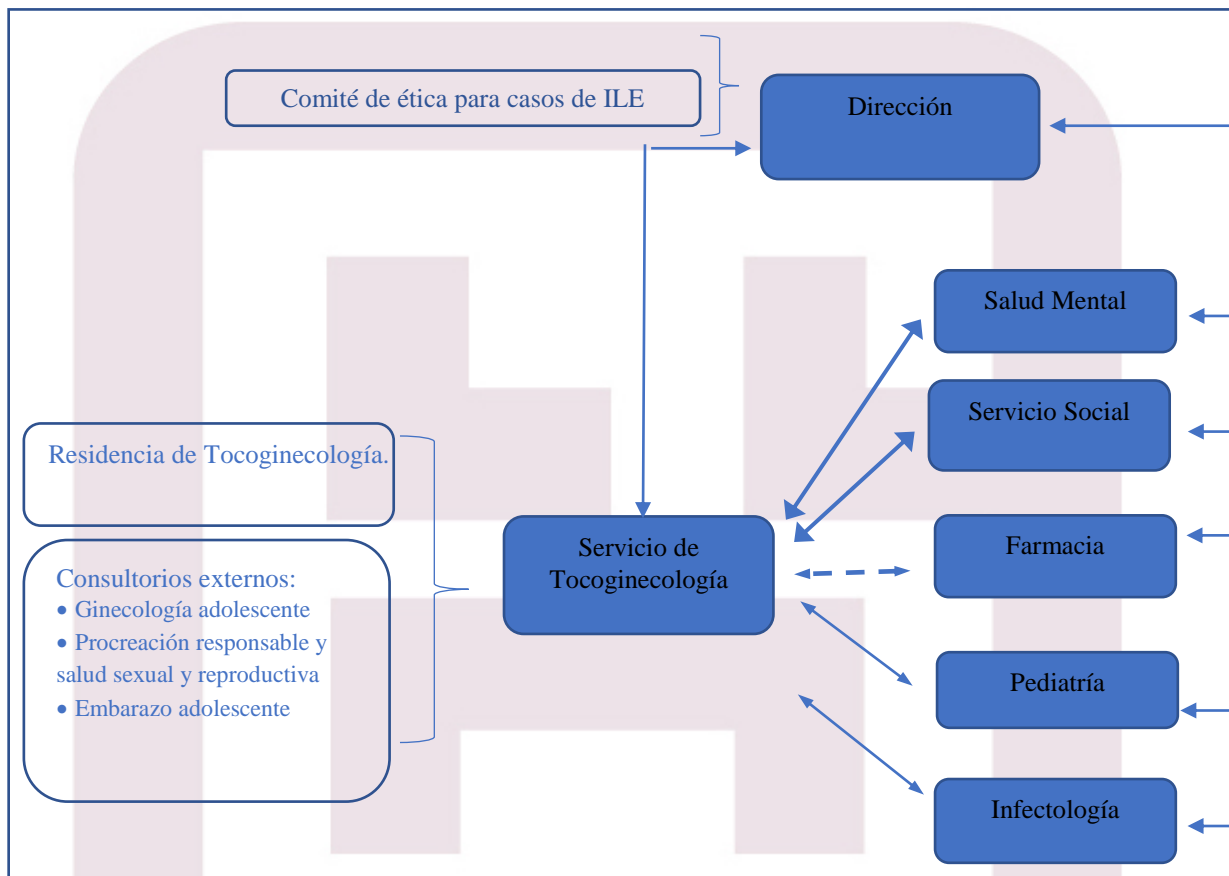 Comité de ética para casos de ILE
Dirección
Salud Mental
Servicio Social
Residencia de Tocoginecología.
Servicio de
Tocoginecología
Farmacia
Consultorios externos:
• Ginecología adolescente
• Procreación responsable y
salud sexual y reproductiva
• Embarazo adolescente
Pediatría
Infectología